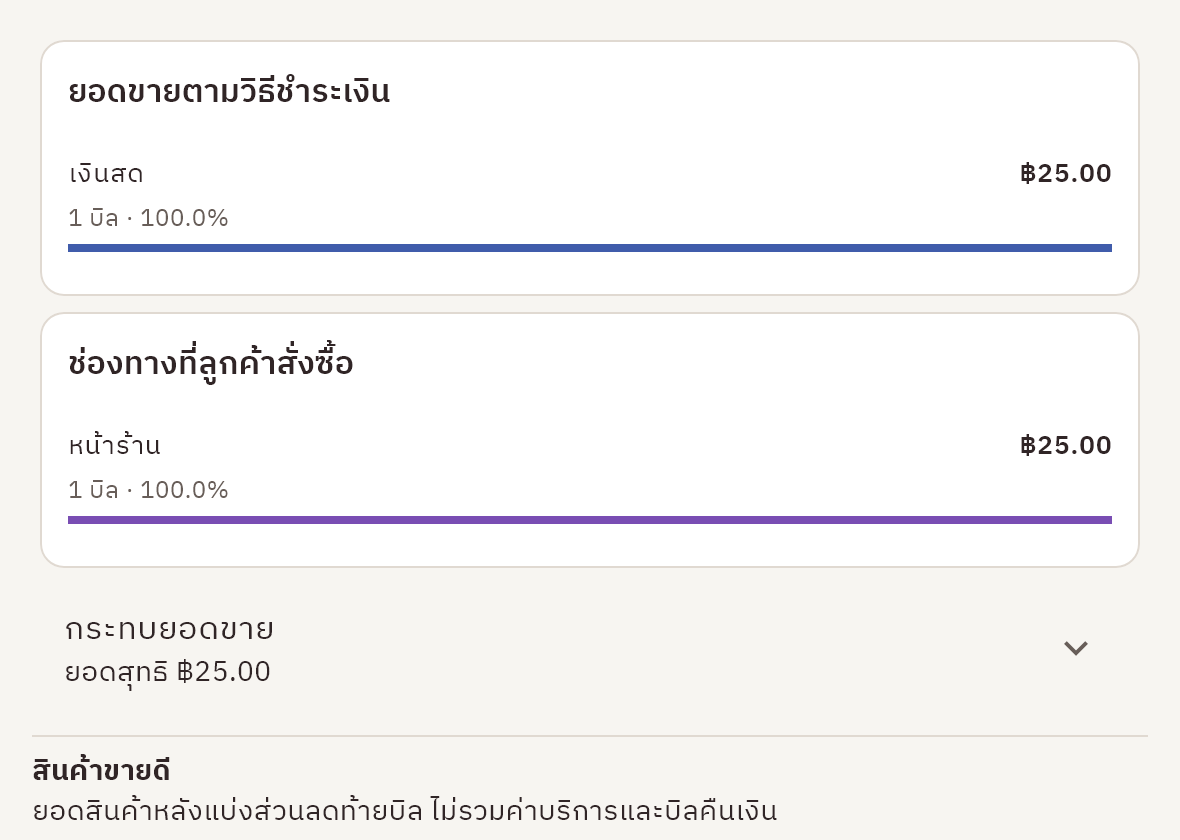 ยอดขายตามวิธีชำระเงิน
เงินสด ฿25.00
1 บิล · 100.0%
ช่องทางที่ลูกค้าสั่งซื้อ
หน้าร้าน ฿25.00
1 บิล · 100.0%
กระทบยอดขาย
ยอดสุทธิ ฿25.00
สินค้าขายดี
ยอดสินค้าหลังแบ่งส่วนลดท้ายบิล ไม่รวมค่าบริการและบิลคืนเงิน